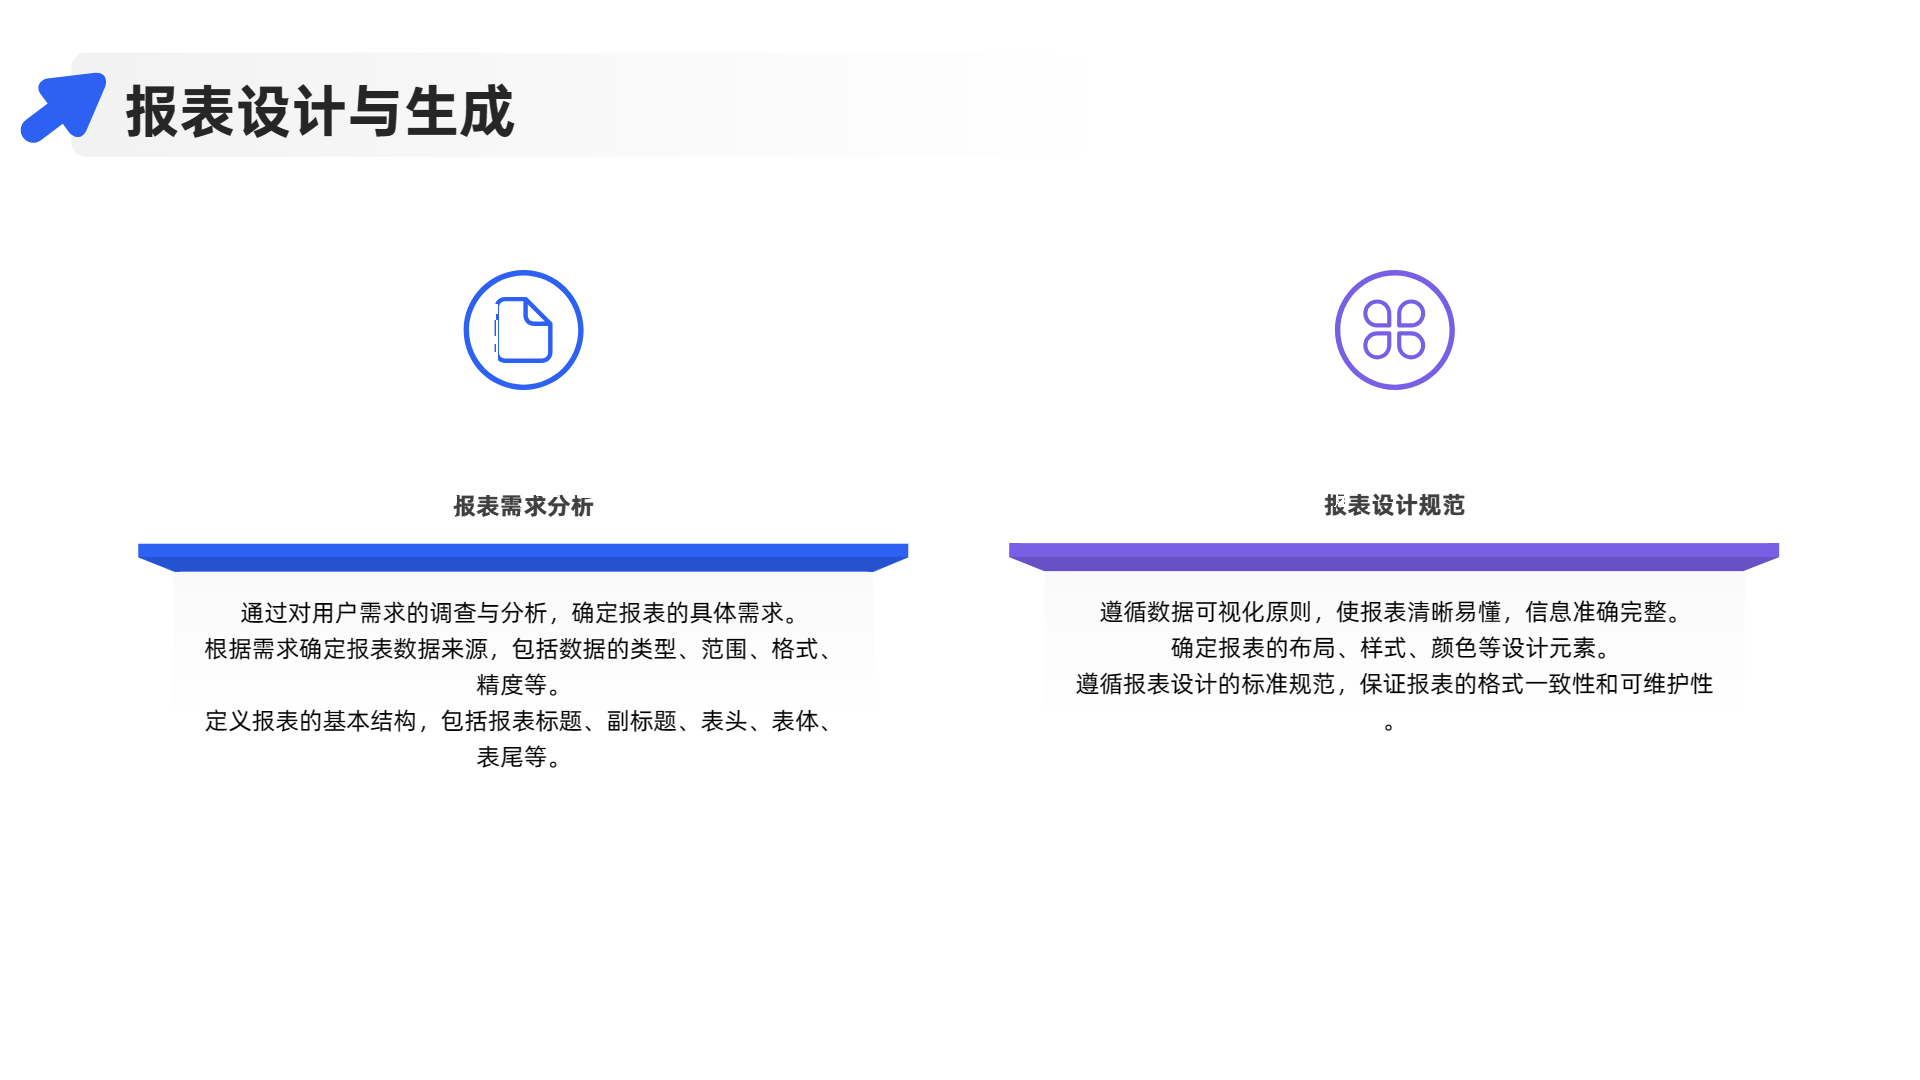 报表设计与生成
报表需求分析
通过对用户需求的调查与分析，确定报表的具体需求。
根据需求确定报表数据来源，包括数据的类型、范围、格式、
精度等。
定义报表的基本结构，包括报表标题、副标题、表头、表体、
表尾等。
报表设计规范
遵循数据可视化原则，使报表清晰易懂，信息准确完整。
确定报表的布局、样式、颜色等设计元素。
遵循报表设计的标准规范，保证报表的格式一致性和可维护性
。